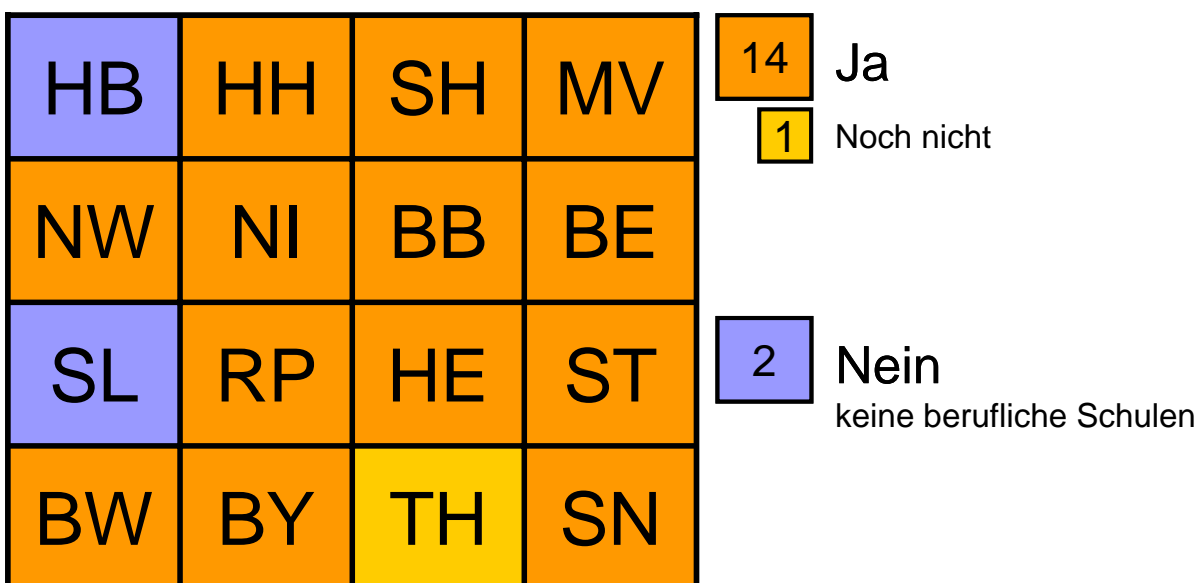 HB HH SH MV
NW NI BB BE
SL RP HE ST
BW BY TH SN
14 Ja
1 Noch nicht
2 Nein
keine berufliche Schulen